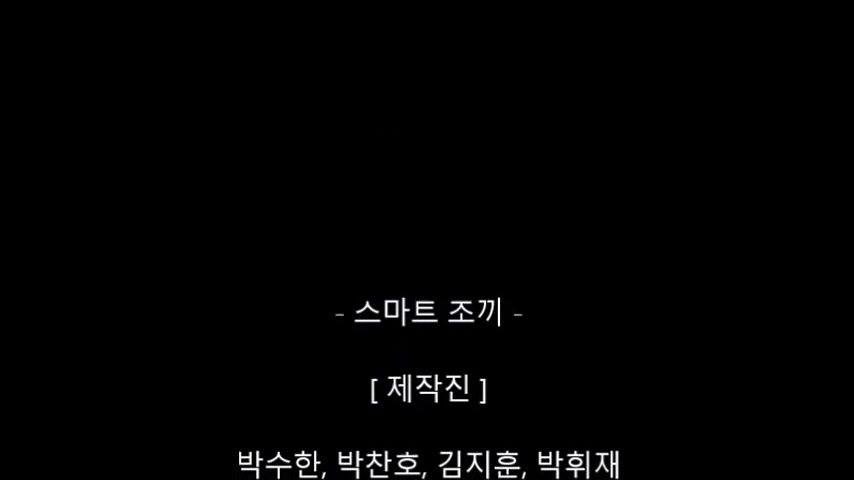 - 스마트 조끼 -
[ 제작진 ]
박수한, 박찬호, 김지훈, 박휘재